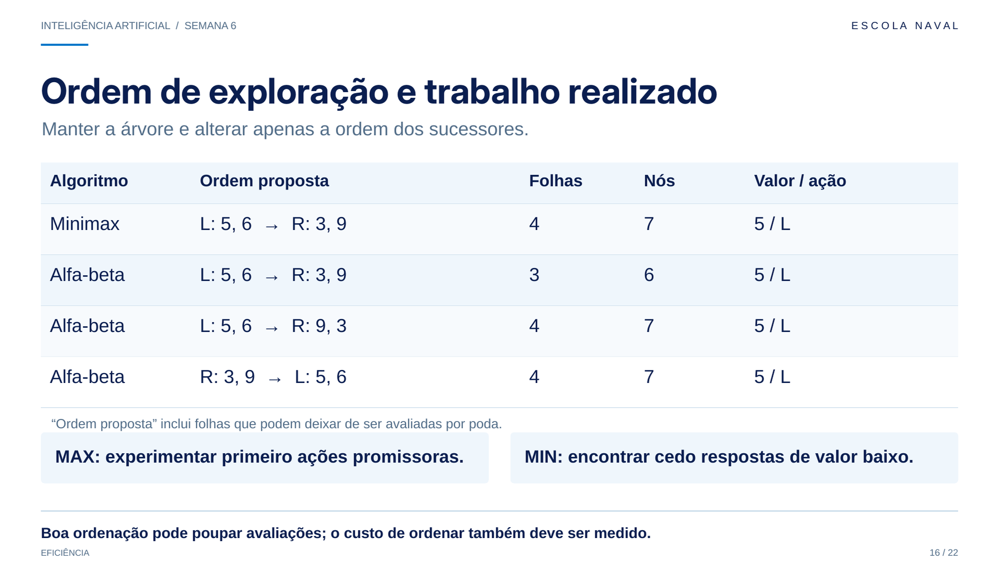 INTELIGÊNCIA ARTIFICIAL / SEMANA 6
ESCOLA NAVAL
Ordem de exploração e trabalho realizado
Manter a árvore e alterar apenas a ordem dos sucessores.
Algoritmo Ordem proposta Folhas Nós Valor / ação
Minimax L: 5, 6 → R: 3, 9 4 7 5 / L
Alfa-beta L: 5, 6 → R: 3, 9 3 6 5 / L
Alfa-beta L: 5, 6 → R: 9, 3 4 7 5 / L
Alfa-beta R: 3, 9 → L: 5, 6 4 7 5 / L
“Ordem proposta” inclui folhas que podem deixar de ser avaliadas por poda.
MAX: experimentar primeiro ações promissoras.
MIN: encontrar cedo respostas de valor baixo.
Boa ordenação pode poupar avaliações; o custo de ordenar também deve ser medido.
EFICIÊNCIA
16 / 22